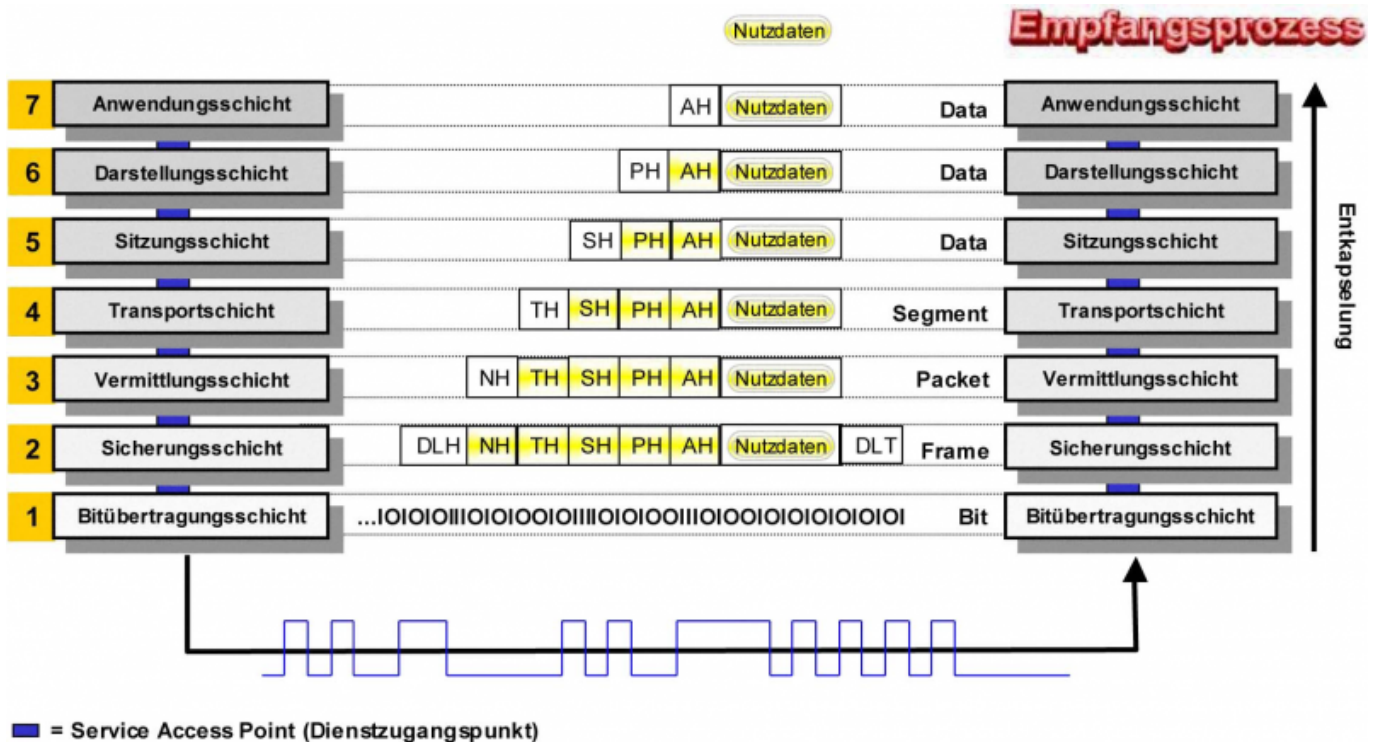 Nutzdaten
Empfangsprozess
7 Anwendungsschicht AH Nutzdaten Data Anwendungsschicht
6 Darstellungsschicht PH AH Nutzdaten Data Darstellungsschicht
5 Sitzungsschicht SH PH AH Nutzdaten Data Sitzungsschicht
4 Transportschicht TH SH PH AH Nutzdaten Segment Transportschicht
3 Vermittlungsschicht NH TH SH PH AH Nutzdaten Packet Vermittlungsschicht
2 Sicherungsschicht DLH NH TH SH PH AH Nutzdaten DLT Frame Sicherungsschicht
1 Bitübertragungsschicht ...IOIOIOIIIOIOIOOIOIIIIOIOIOOIIIOIOOIOIOIOIOIOI Bit Bitübertragungsschicht
Entkapselung
= Service Access Point (Dienstzugangspunkt)